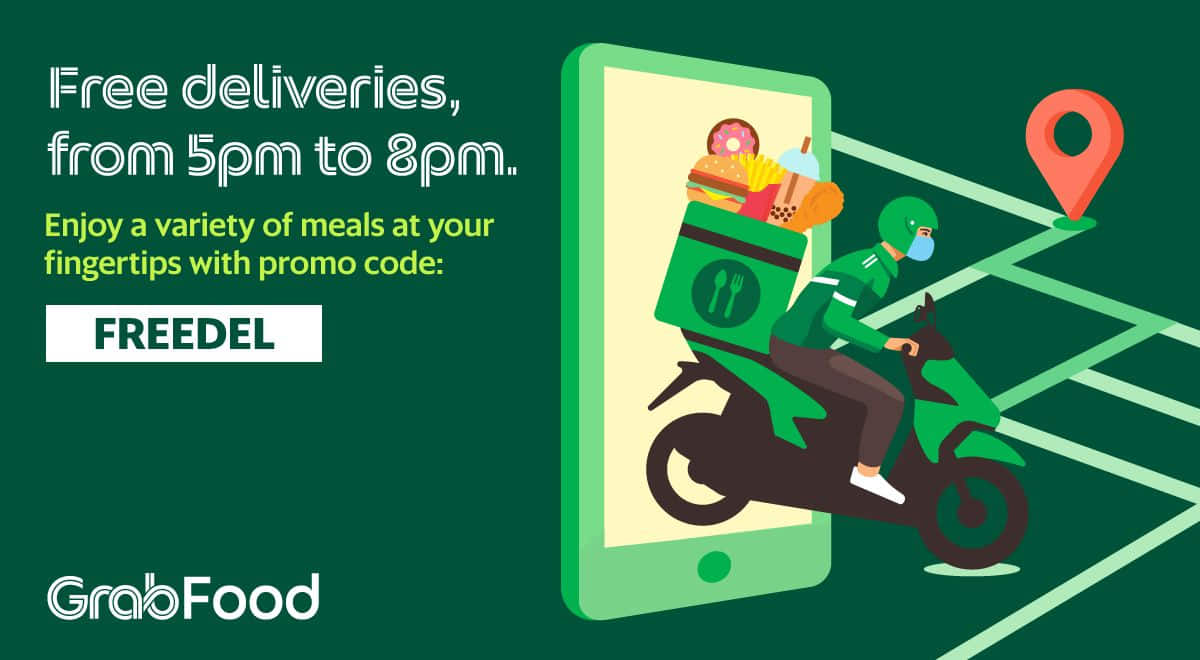 Free deliveries,
from 5pm to 8pm.
Enjoy a variety of meals at your
fingertips with promo code:
FREEDEL
GrabFood